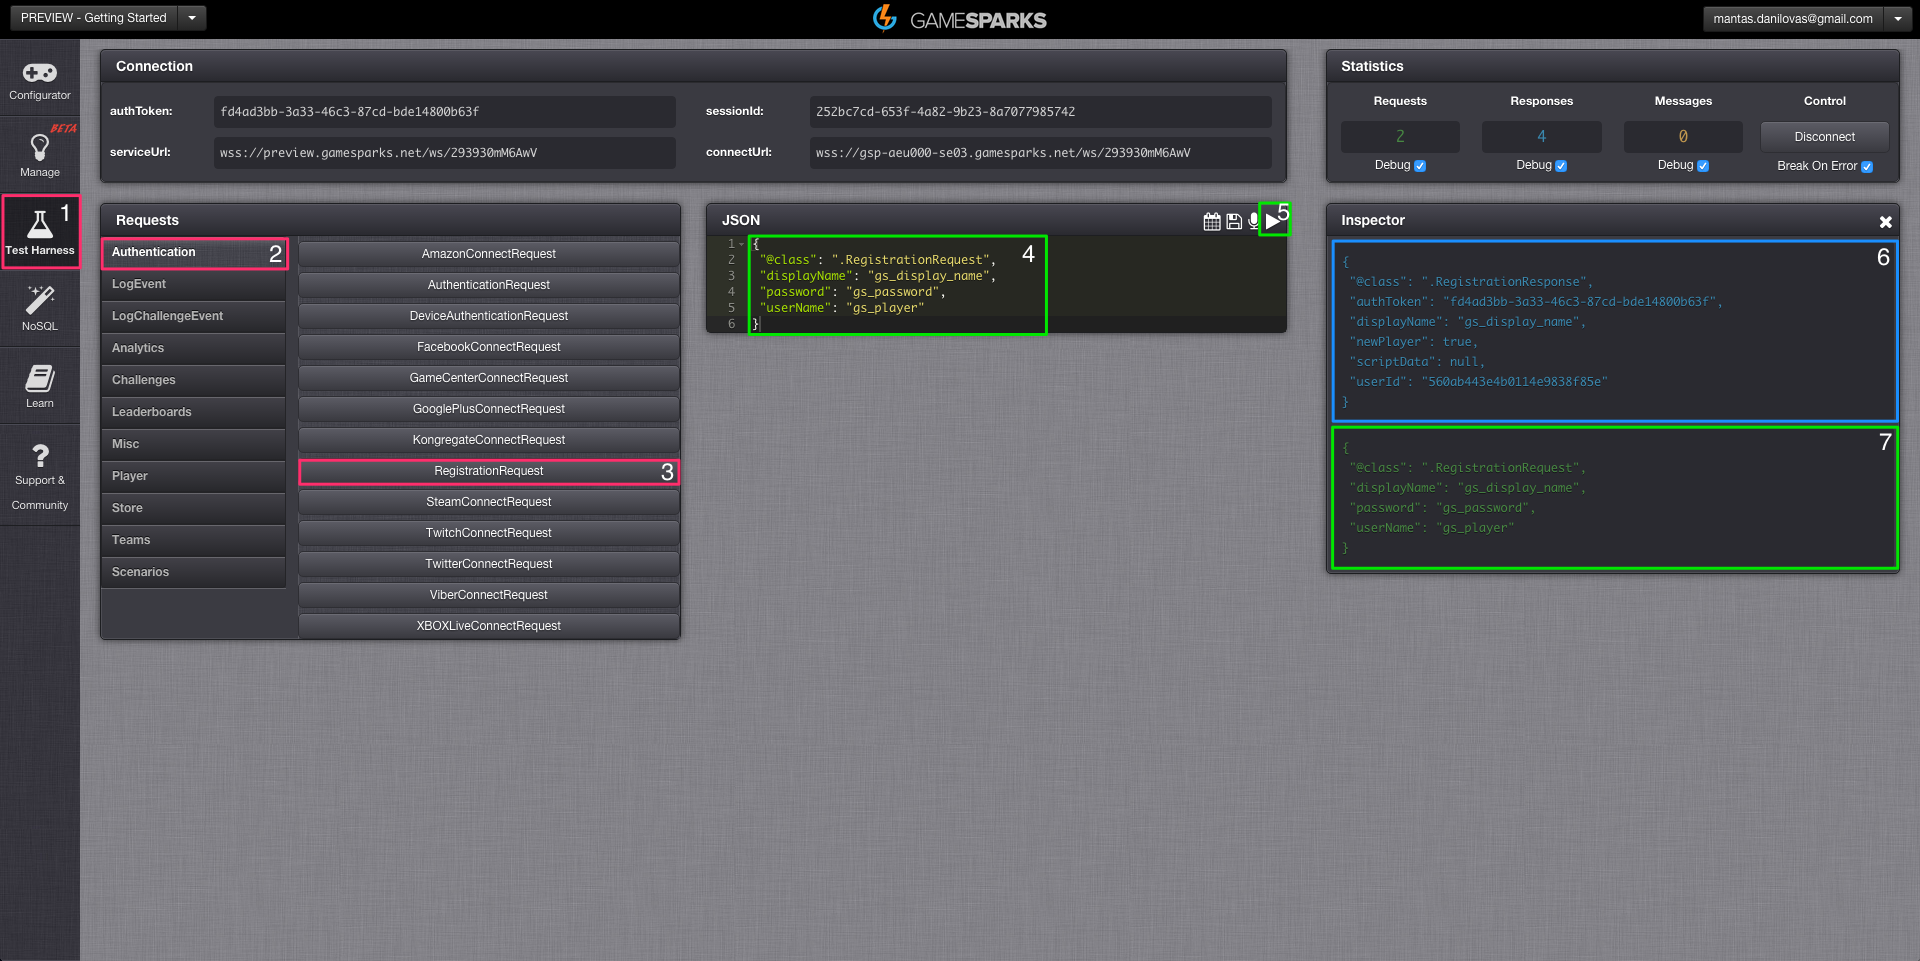 PREVIEW - Getting Started
GAMESPARKS
mantas.danilovas@gmail.com
Configurator
BETA
Manage
1
Test Harness
NoSQL
Learn
Support &
Community
Connection
authToken: fd4ad3bb-3a33-46c3-87cd-bde14800b63f
sessionId: 252bc7cd-653f-4a82-9b23-8a7077985742
serviceUrl: wss://preview.gamesparks.net/ws/293930mM6AwV
connectUrl: wss://gsp-aeu000-se03.gamesparks.net/ws/293930mM6AwV
Statistics
Requests Responses Messages Control
2 4 0 Disconnect
Debug Debug Debug Break On Error
Requests
Authentication 2
LogEvent
LogChallengeEvent
Analytics
Challenges
Leaderboards
Misc
Player
Store
Teams
Scenarios
AmazonConnectRequest
AuthenticationRequest
DeviceAuthenticationRequest
FacebookConnectRequest
GameCenterConnectRequest
GooglePlusConnectRequest
KongregateConnectRequest
RegistrationRequest 3
SteamConnectRequest
TwitchConnectRequest
TwitterConnectRequest
ViberConnectRequest
XBOXLiveConnectRequest
JSON
5
4
1 {
2 "@class": ".RegistrationRequest",
3 "displayName": "gs_display_name",
4 "password": "gs_password",
5 "userName": "gs_player"
6 }
Inspector
6
{
"@class": ".RegistrationResponse",
"authToken": "fd4ad3bb-3a33-46c3-87cd-bde14800b63f",
"displayName": "gs_display_name",
"newPlayer": true,
"scriptData": null,
"userId": "560ab443e4b0114e9838f85e"
}
7
{
"@class": ".RegistrationRequest",
"displayName": "gs_display_name",
"password": "gs_password",
"userName": "gs_player"
}